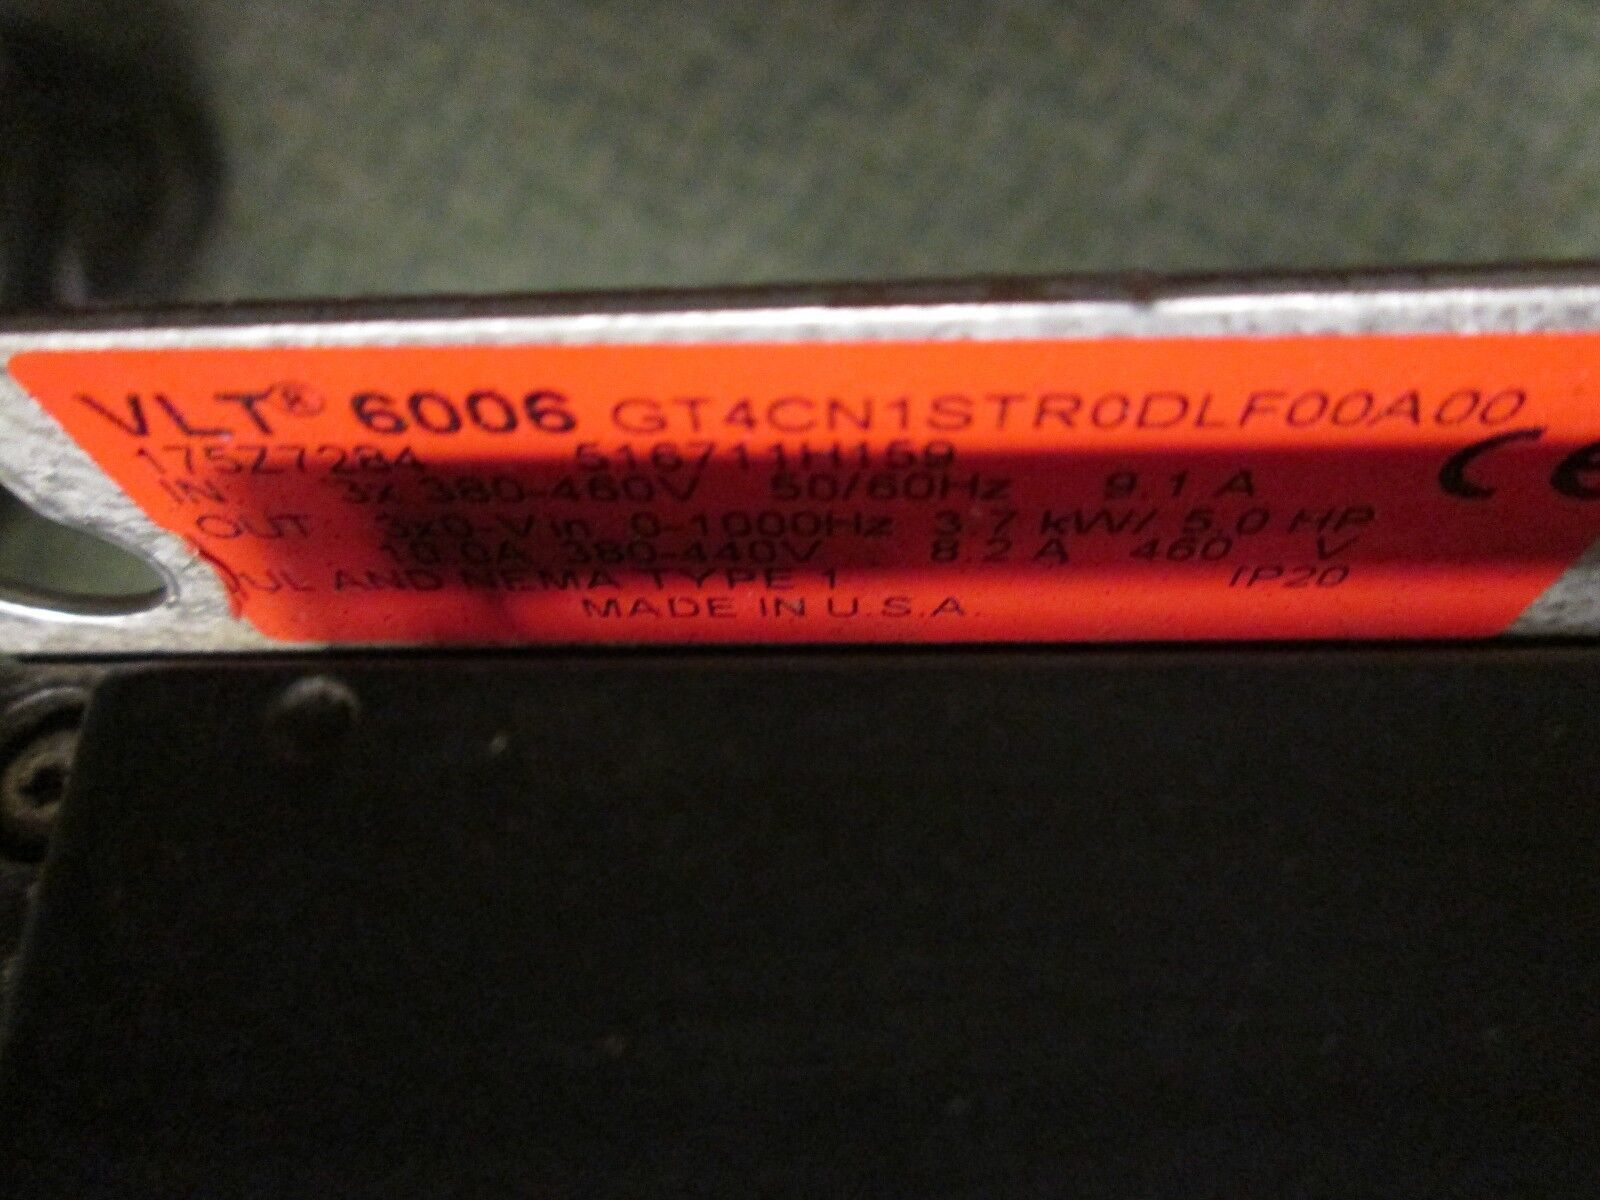 VLT® 6006 GT4CN1STR0DLF00A00
175Z7284 516711H159
IN: 3x 380-460V 50/60Hz 9.1 A
OUT: 3x0-Vin 0-1000Hz 3.7 kW/ 5.0 HP
10.0A 380-440V 8.2 A 460 V
UL AND NEMA TYPE 1 IP20
MADE IN U.S.A.
CE